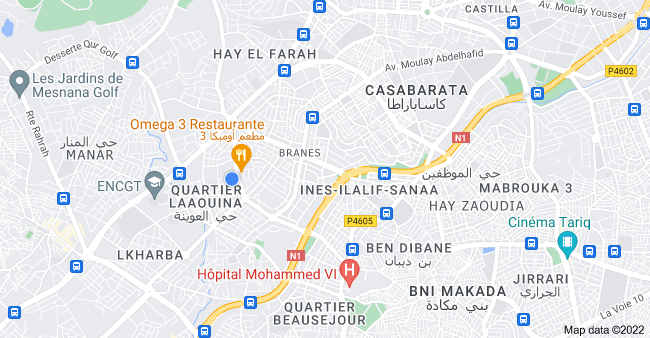 CASTILLA
Av. Moulay Youssef
Desserte Qur Golf
HAY EL FARAH
Av. Moulay Abdelhafid
P4602
Les Jardins de
Mesnana Golf
CASABARATA
كاساباراطا
Rte Rahrah
Omega 3 Restaurante
مطعم أوميكا 3
N1
حي المنار
MANAR
BRANES
حي الموظفين
ENCGT
QUARTIER
LAAOUINA
حي العوينة
INES-ILALIF-SANAA
MABROUKA 3
HAY ZAOUDIA
P4605
Cinéma Tariq
LKHARBA
N1
BEN DIBANE
بن ديبان
Hôpital Mohammed VI
JIRRARI
الجراري
BNI MAKADA
بني مكادة
QUARTIER
BEAUSEJOUR
La Voie 10
Map data ©2022